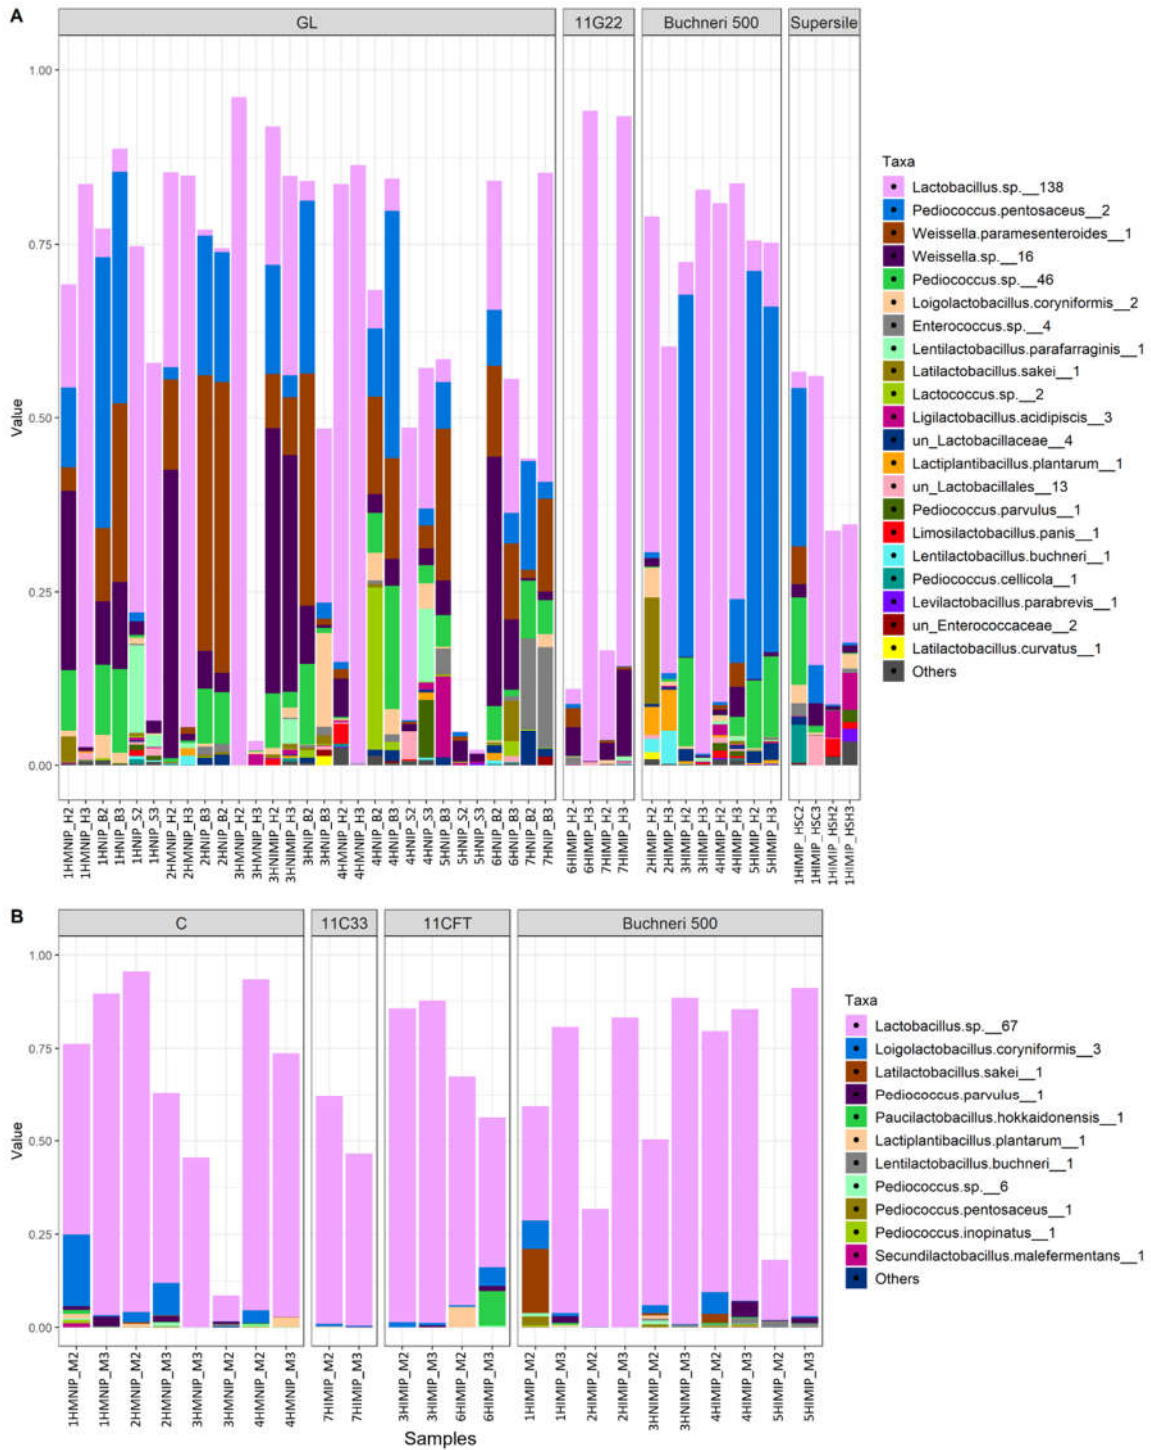 A
GL
11G22
Buchneri 500
Supersile
1.00
0.75
0.50
0.25
0.00
Value
1HMNIP_H2
1HMNIP_H3
1HNIP_B2
1HNIP_B3
1HNIP_S2
1HNIP_S3
2HMNIP_H2
2HMNIP_H3
2HNIP_B3
2HNIP_B2
3HNIP_H2
3HMNIP_H3
3HNIMIP_H2
3HNIMIP_H3
3HNIP_B2
3HNIP_B3
4HMNIP_H2
4HMNIP_H3
4HNIP_B2
4HNIP_B3
4HNIP_S2
4HNIP_S3
5HNIP_B3
5HNIP_S2
5HNIP_S3
6HNIP_B2
6HNIP_B3
7HNIP_B2
7HNIP_B3
6HIMIP_H2
6HIMIP_H3
7HIMIP_H2
7HIMIP_H3
2HIMIP_H2
2HIMIP_H3
3HIMIP_H2
3HIMIP_H3
4HIMIP_H2
4HIMIP_H3
5HIMIP_H2
5HIMIP_H3
1HIMIP_HSC2
1HIMIP_HSC3
1HIMIP_HSH2
1HIMIP_HSH3
Taxa
Lactobacillus.sp.__138
Pediococcus.pentosaceus__2
Weissella.paramesenteroides__1
Weissella.sp.__16
Pediococcus.sp.__46
Loigolactobacillus.coryniformis__2
Enterococcus.sp.__4
Lentilactobacillus.parafarraginis__1
Latilactobacillus.sakei__1
Lactococcus.sp.__2
Ligilactobacillus.acidipiscis__3
un_Lactobacillaceae__4
Lactiplantibacillus.plantarum__1
un_Lactobacillales__13
Pediococcus.parvulus__1
Limosilactobacillus.panis__1
Lentilactobacillus.buchneri__1
Pediococcus.cellicola__1
Levilactobacillus.parabrevis__1
un_Enterococcaceae__2
Latilactobacillus.curvatus__1
Others
B
C
11C33
11CFT
Buchneri 500
1.00
0.75
0.50
0.25
0.00
Value
1HMNIP_M2
1HMNIP_M3
2HMNIP_M2
2HMNIP_M3
3HMNIP_M3
3HMNIP_M2
4HMNIP_M2
4HMNIP_M3
7HIMIP_M2
7HIMIP_M3
3HIMIP_M2
3HIMIP_M3
6HIMIP_M2
6HIMIP_M3
1HIMIP_M2
1HIMIP_M3
2HIMIP_M2
2HIMIP_M3
3HNIMIP_M2
3HNIMIP_M3
4HIMIP_M2
4HIMIP_M3
5HIMIP_M2
5HIMIP_M3
Samples
Taxa
Lactobacillus.sp.__67
Loigolactobacillus.coryniformis__3
Latilactobacillus.sakei__1
Pediococcus.parvulus__1
Paucilactobacillus.hokkaidonensis__1
Lactiplantibacillus.plantarum__1
Lentilactobacillus.buchneri__1
Pediococcus.sp.__6
Pediococcus.pentosaceus__1
Pediococcus.inopinatus__1
Secundilactobacillus.malefermentans__1
Others